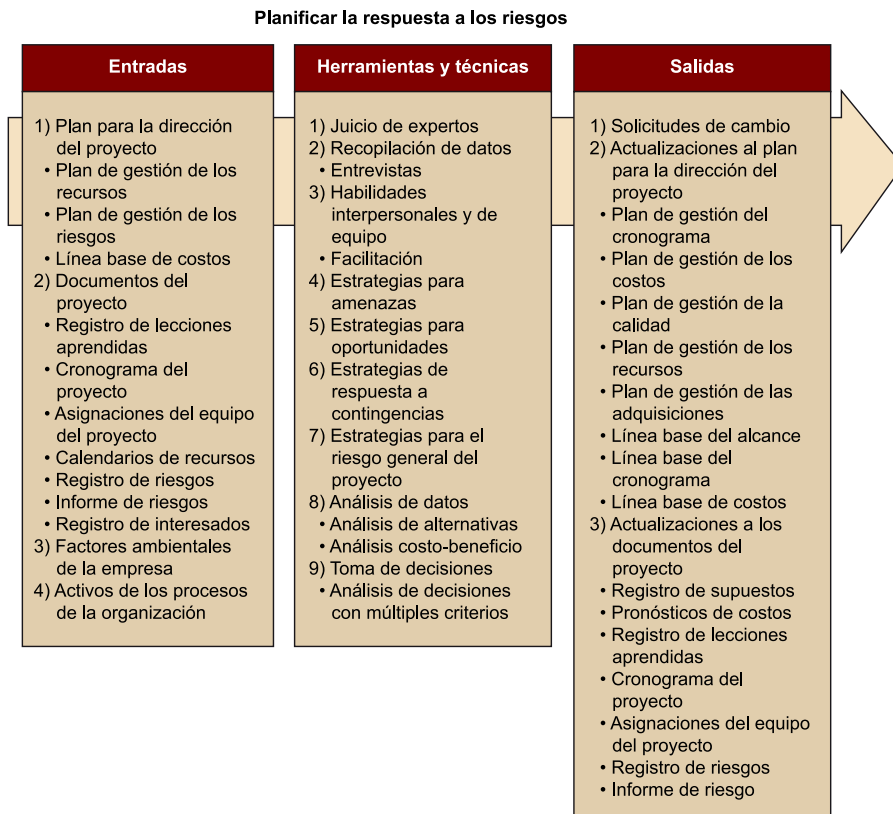 Planificar la respuesta a los riesgos
Entradas
1) Plan para la dirección
del proyecto
• Plan de gestión de los
recursos
• Plan de gestión de los
riesgos
• Línea base de costos
2) Documentos del
proyecto
• Registro de lecciones
aprendidas
• Cronograma del
proyecto
• Asignaciones del equipo
del proyecto
• Calendarios de recursos
• Registro de riesgos
• Informe de riesgos
• Registro de interesados
3) Factores ambientales
de la empresa
4) Activos de los procesos
de la organización
Herramientas y técnicas
1) Juicio de expertos
2) Recopilación de datos
• Entrevistas
3) Habilidades
interpersonales y de
equipo
• Facilitación
4) Estrategias para
amenazas
5) Estrategias para
oportunidades
6) Estrategias de
respuesta a
contingencias
7) Estrategias para el
riesgo general del
proyecto
8) Análisis de datos
• Análisis de alternativas
• Análisis costo-beneficio
9) Toma de decisiones
• Análisis de decisiones
con múltiples criterios
Salidas
1) Solicitudes de cambio
2) Actualizaciones al plan
para la dirección del
proyecto
• Plan de gestión del
cronograma
• Plan de gestión de los
costos
• Plan de gestión de la
calidad
• Plan de gestión de los
recursos
• Plan de gestión de las
adquisiciones
• Línea base del alcance
• Línea base del
cronograma
• Línea base de costos
3) Actualizaciones a los
documentos del
proyecto
• Registro de supuestos
• Pronósticos de costos
• Registro de lecciones
aprendidas
• Cronograma del
proyecto
• Asignaciones del equipo
del proyecto
• Registro de riesgos
• Informe de riesgo